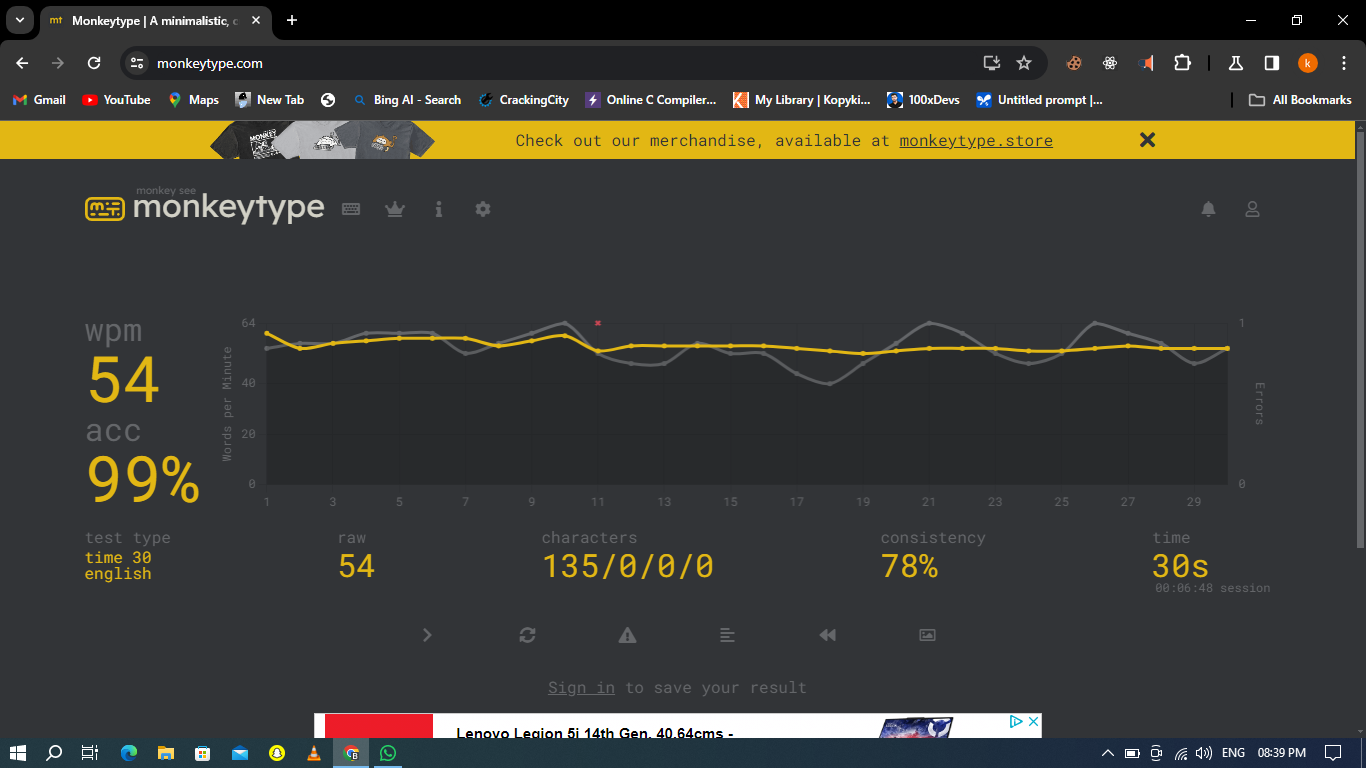 mt Monkeytype | A minimalistic, c
monkeytype.com
k
Gmail YouTube Maps New Tab Bing AI - Search CrackingCity Online C Compiler... My Library | Kopyki... 100xDevs Untitled prompt |... All Bookmarks
MONKEY
Check out our merchandise, available at monkeytype.store
monkey see
monkeytype
wpm
54
acc
99%
Words per Minute
64
40
20
0
1 3 5 7 9 11 13 15 17 19 21 23 25 27 29
1
0
Errors
test type
time 30
english
raw
54
characters
135/0/0/0
consistency
78%
time
30s
00:06:48 session
Sign in to save your result
Lenovo Legion 5i 14th Gen, 40.64cms -
ENG 08:39 PM